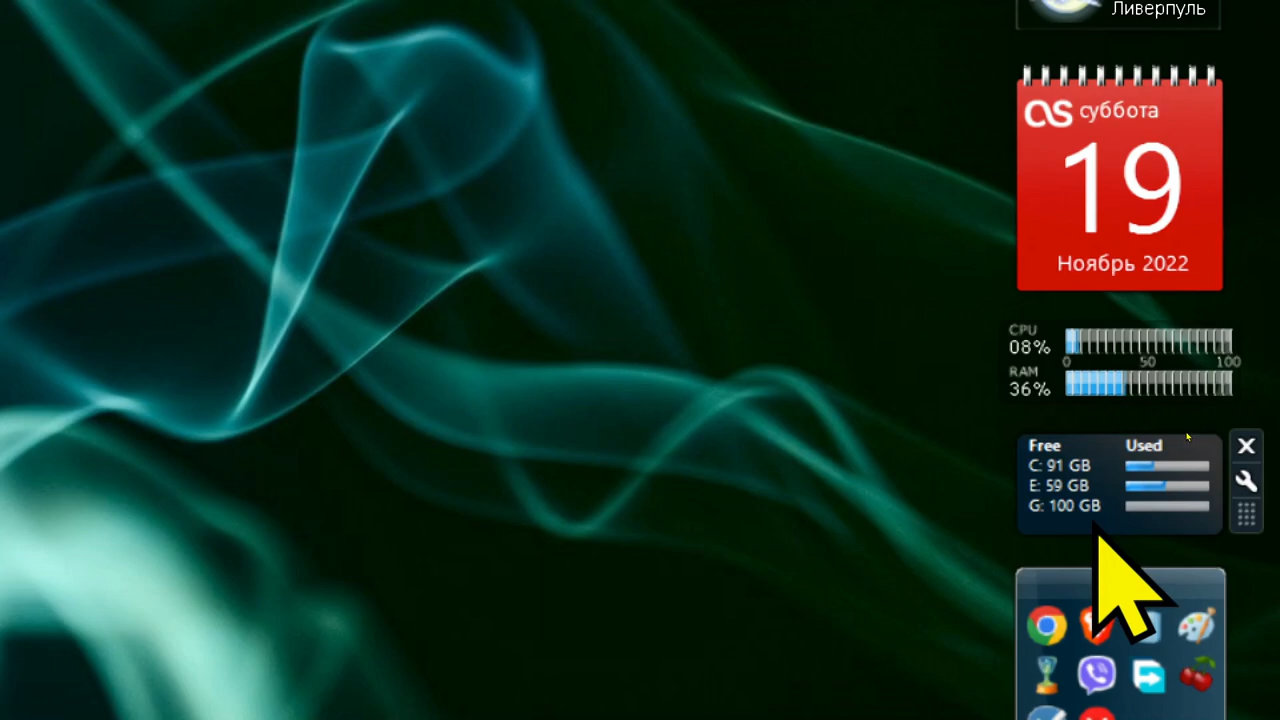 Ливерпуль
as суббота
19
Ноябрь 2022
CPU
08%
0 50 100
RAM
36%
Free Used
C: 91 GB
E: 59 GB
G: 100 GB